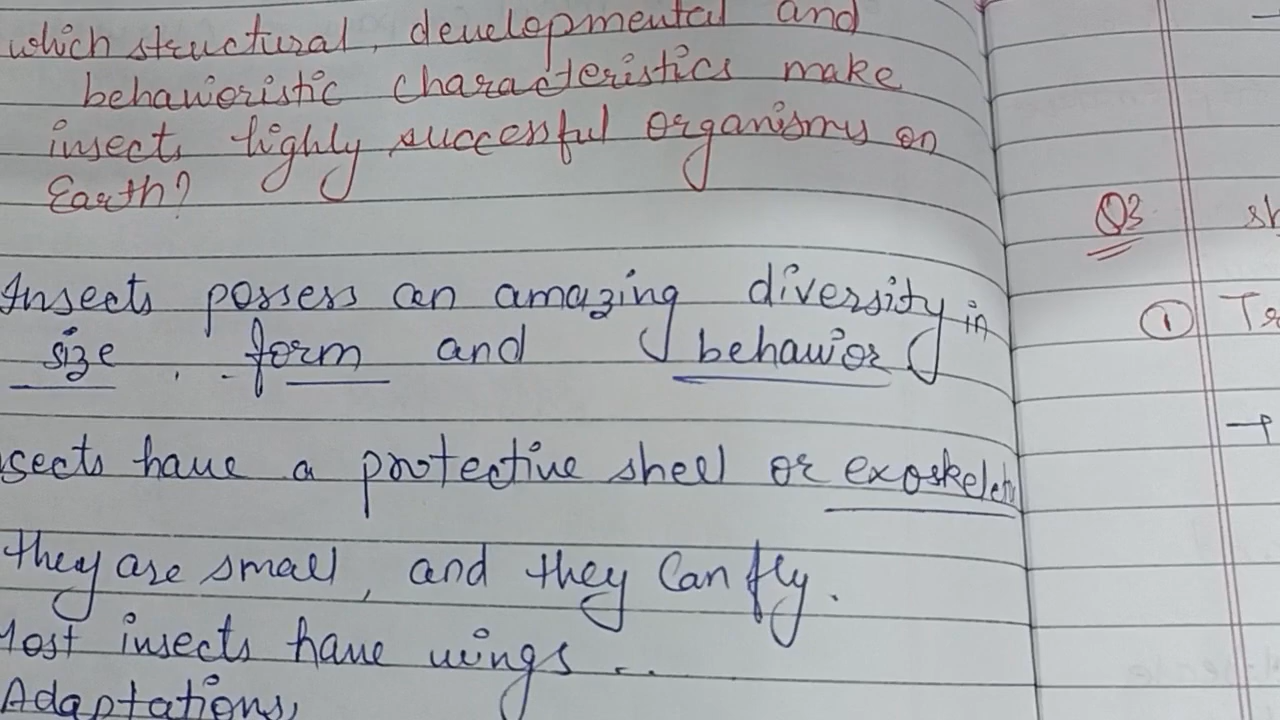 which structural, developmental and
behavioristic characteristics make
insects highly successful organisms on
Earth?
Insects possess an amazing diversity in
size, form and behavior
sects have a protective shell or exoskelet
they are small, and they can fly.
Most insects have wings...
Adaptations,
Q3
①